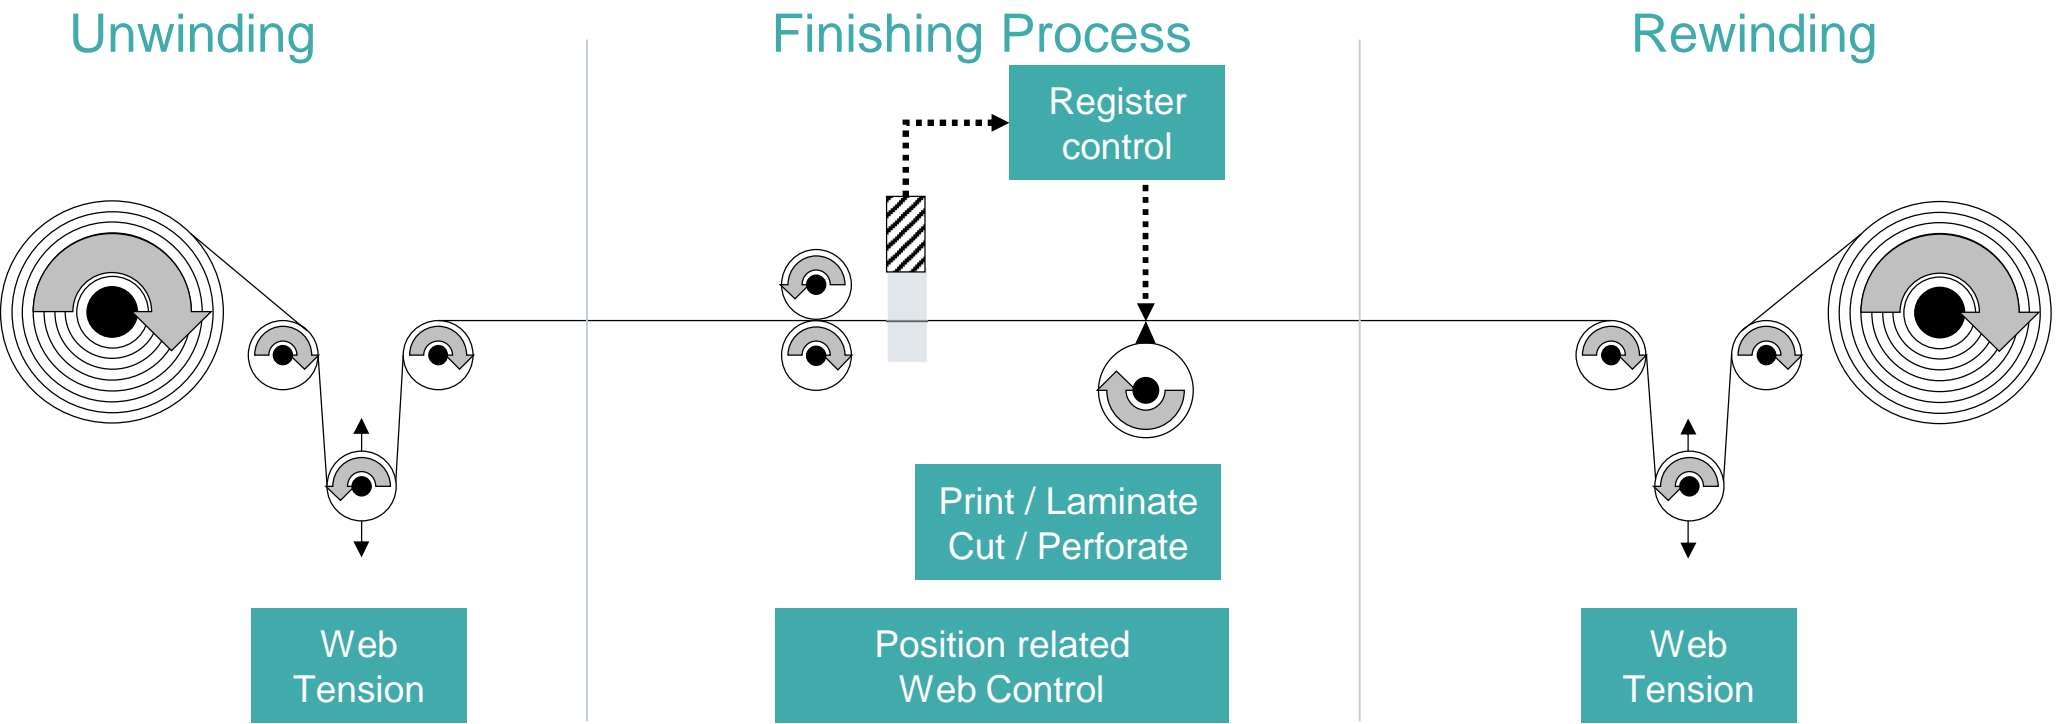 Unwinding
Finishing Process
Rewinding
Register
control
Print / Laminate
Cut / Perforate
Web
Tension
Position related
Web Control
Web
Tension